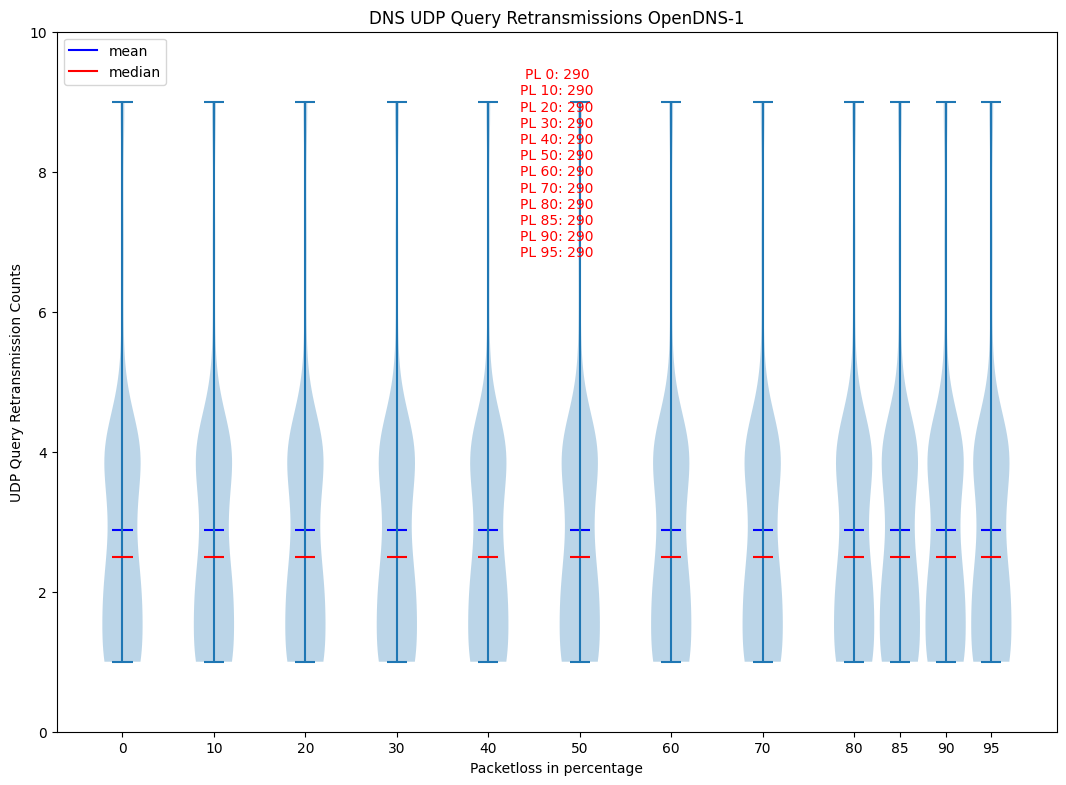 DNS UDP Query Retransmissions OpenDNS-1
mean
median
PL 0: 290
PL 10: 290
PL 20: 290
PL 30: 290
PL 40: 290
PL 50: 290
PL 60: 290
PL 70: 290
PL 80: 290
PL 85: 290
PL 90: 290
PL 95: 290
UDP Query Retransmission Counts
10
8
6
4
2
0
0 10 20 30 40 50 60 70 80 85 90 95
Packetloss in percentage